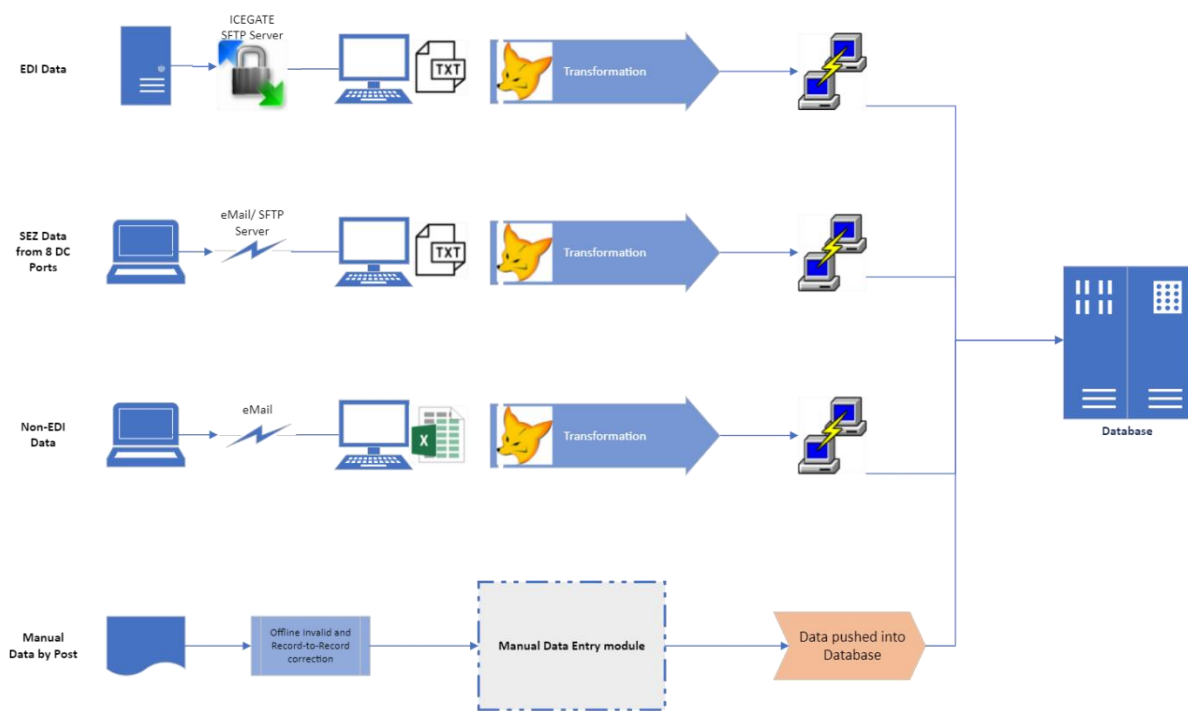 ICEGATE
SFTP Server
EDI Data
TXT
Transformation
eMail/ SFTP
Server
SEZ Data
from 8 DC
Ports
TXT
Transformation
eMail
Non-EDI
Data
X
Transformation
Database
Manual
Data by Post
Offline Invalid and
Record-to-Record
correction
Manual Data Entry module
Data pushed into
Database